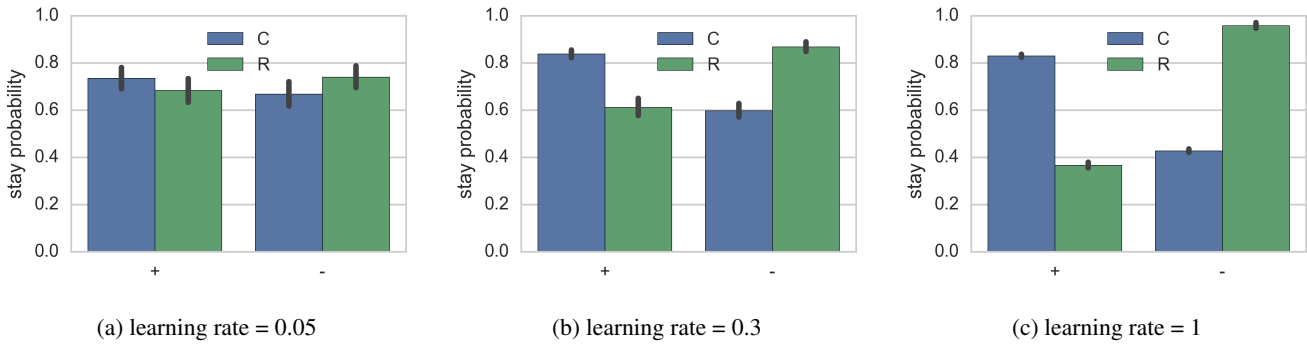 1.0
0.8
0.6
0.4
0.2
0.0
stay probability
C
R
+
-
(a) learning rate = 0.05
1.0
0.8
0.6
0.4
0.2
0.0
stay probability
C
R
+
-
(b) learning rate = 0.3
1.0
0.8
0.6
0.4
0.2
0.0
stay probability
C
R
+
-
(c) learning rate = 1